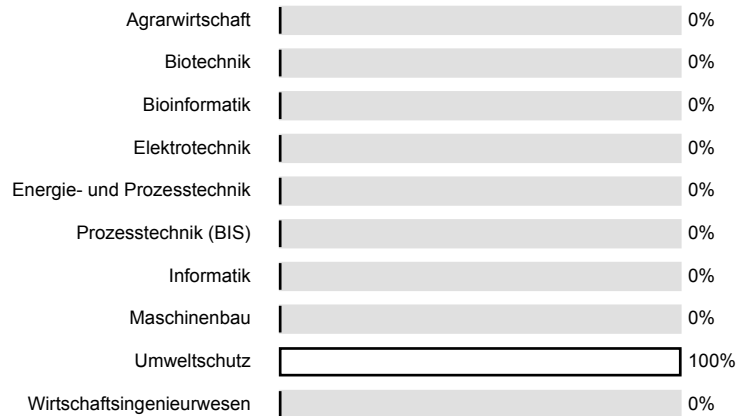 Agrarwirtschaft 0%
Biotechnik 0%
Bioinformatik 0%
Elektrotechnik 0%
Energie- und Prozesstechnik 0%
Prozesstechnik (BIS) 0%
Informatik 0%
Maschinenbau 0%
Umweltschutz 100%
Wirtschaftsingenieurwesen 0%